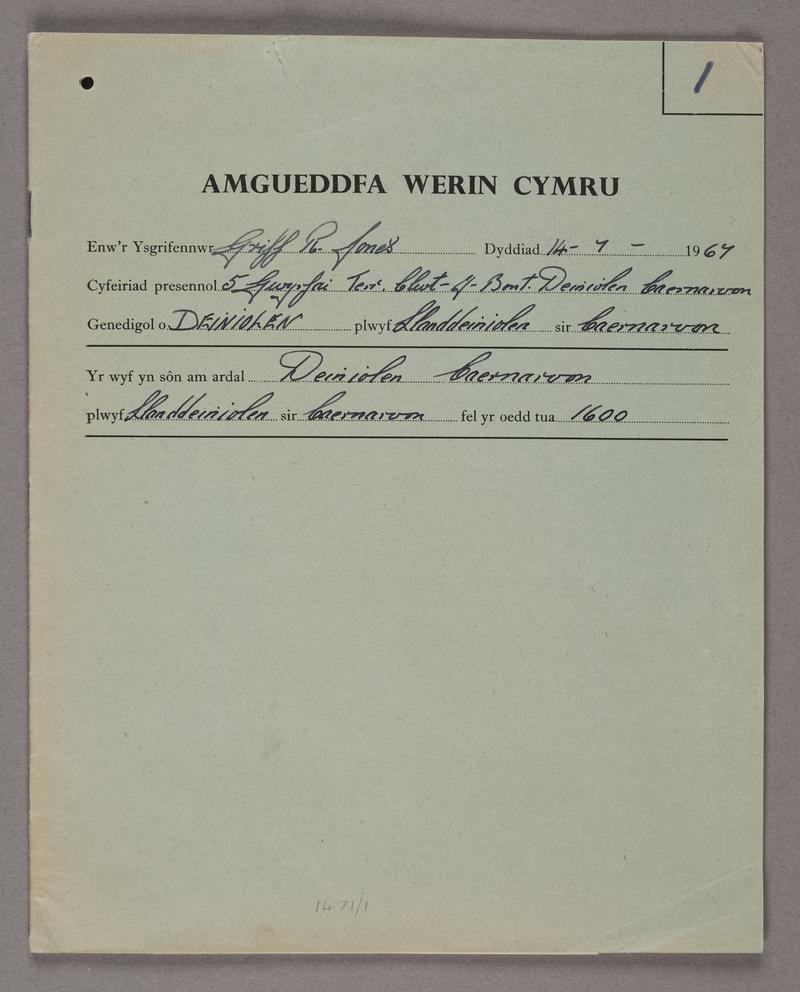 1
AMGUEDDFA WERIN CYMRU
Enw'r Ysgrifennwr Griff R. Jones Dyddiad 14- 7 - 1967
Cyfeiriad presennol 5 Gwyrfai Terr. Clwt-Y-Bont. Deiniolen Caernarvon
Genedigol o DEINIOLEN plwyf Llanddeiniolen sir Caernarvon
Yr wyf yn sôn am ardal Deiniolen Caernarvon
plwyf Llanddeiniolen sir Caernarvon fel yr oedd tua 1600
1471/1